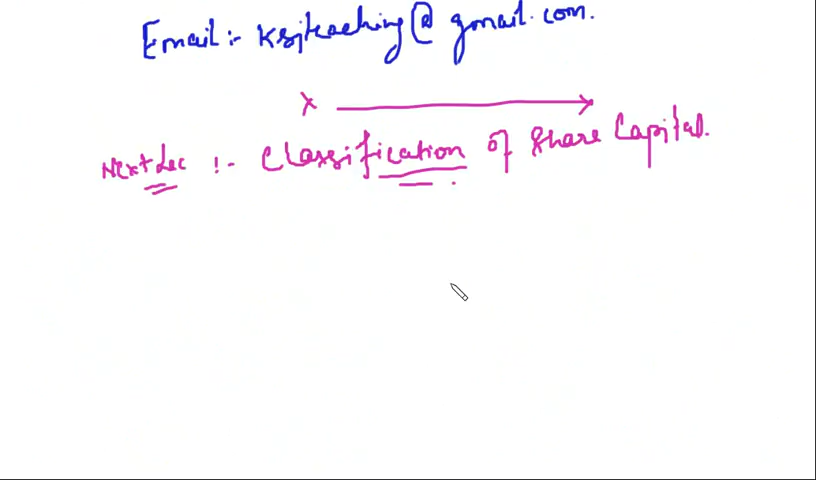 Email:- ksjteaching@gmail.com.
x
Next Lec :- Classification of Share Capital.